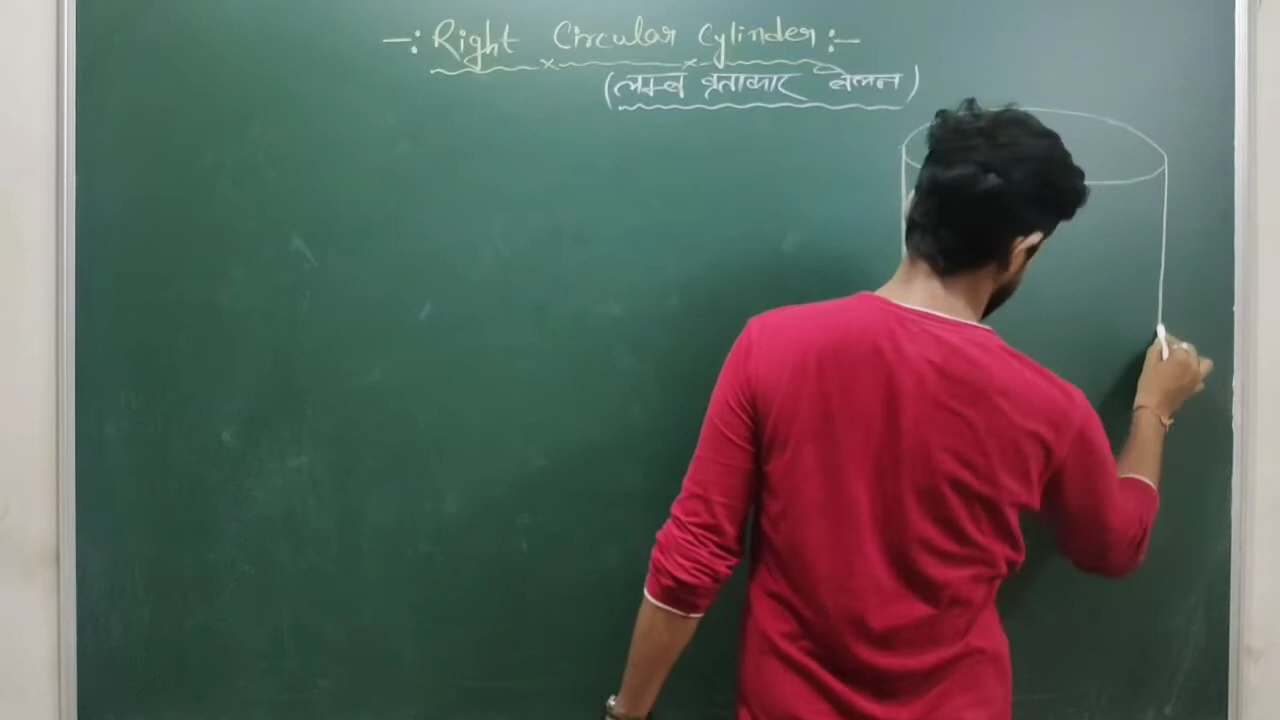 -: Right Circular Cylinder :-
(लम्ब वृताकार बेलन)